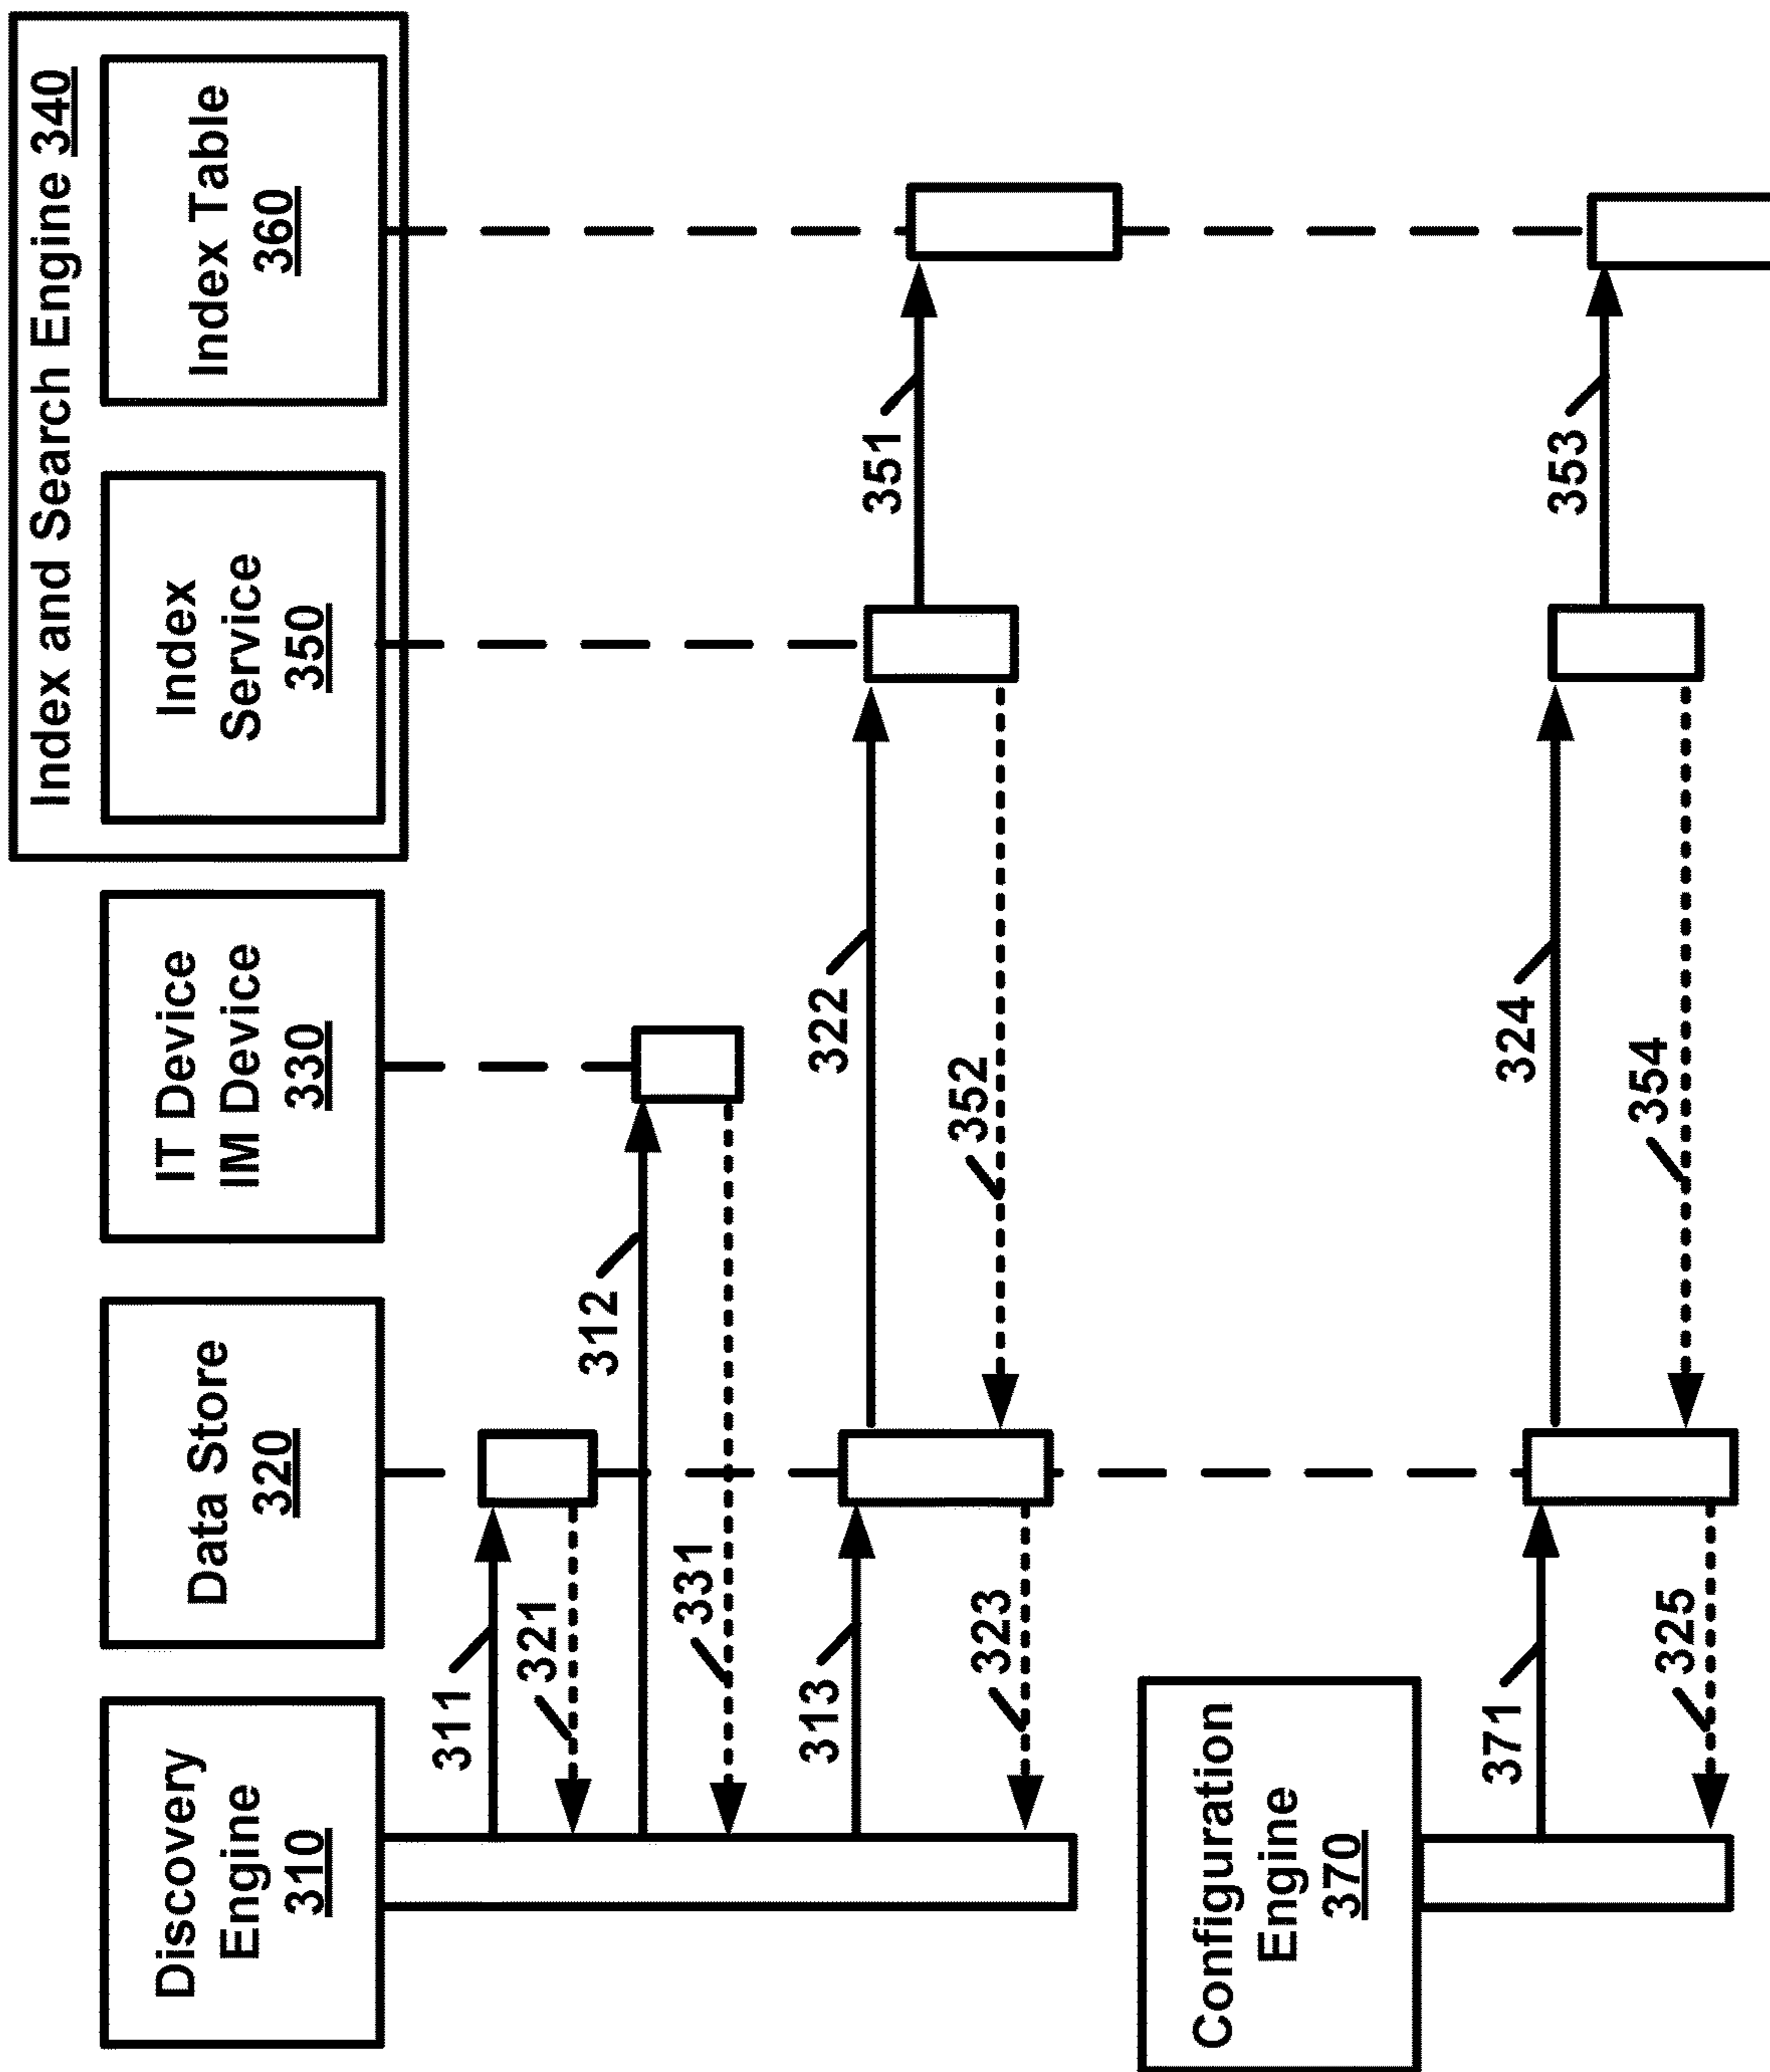 Index and Search Engine 340
Discovery
Engine
310
Data Store
320
IT Device
IM Device
330
Index
Service
350
Index Table
360
311
321
312
331
313
322
351
352
323
Configuration
Engine
370
371
324
353
354
325